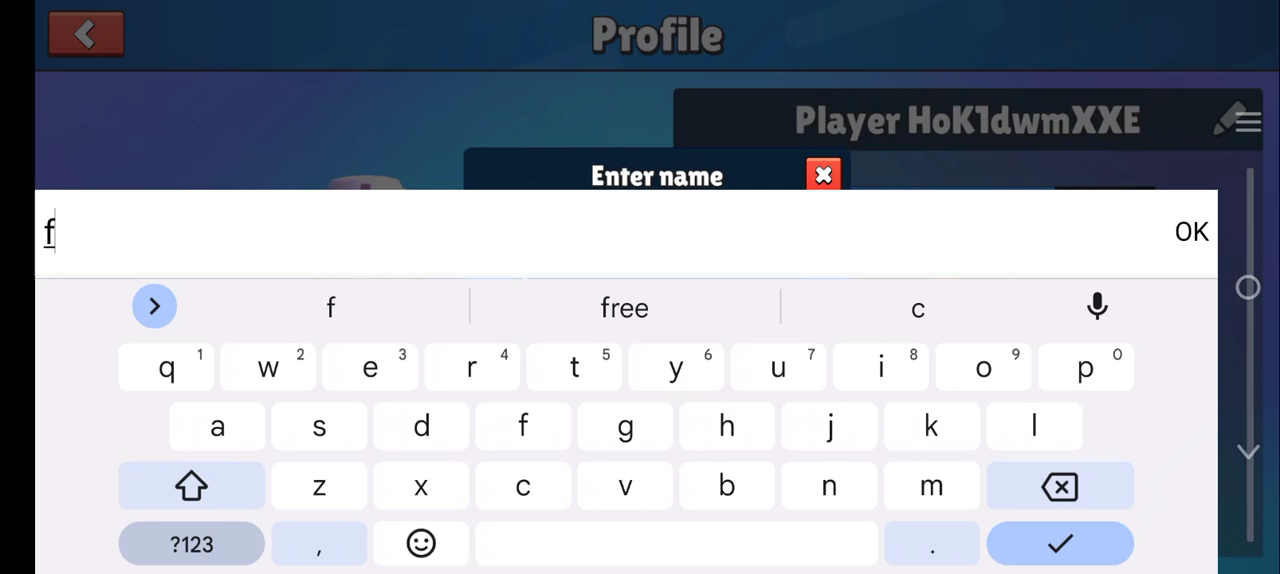 Profile
Player HoK1dwmXXE
Enter name
f
OK
f free c
q 1 w 2 e 3 r 4 t 5 y 6 u 7 i 8 o 9 p 0
a s d f g h j k l
z x c v b n m
?123 , .